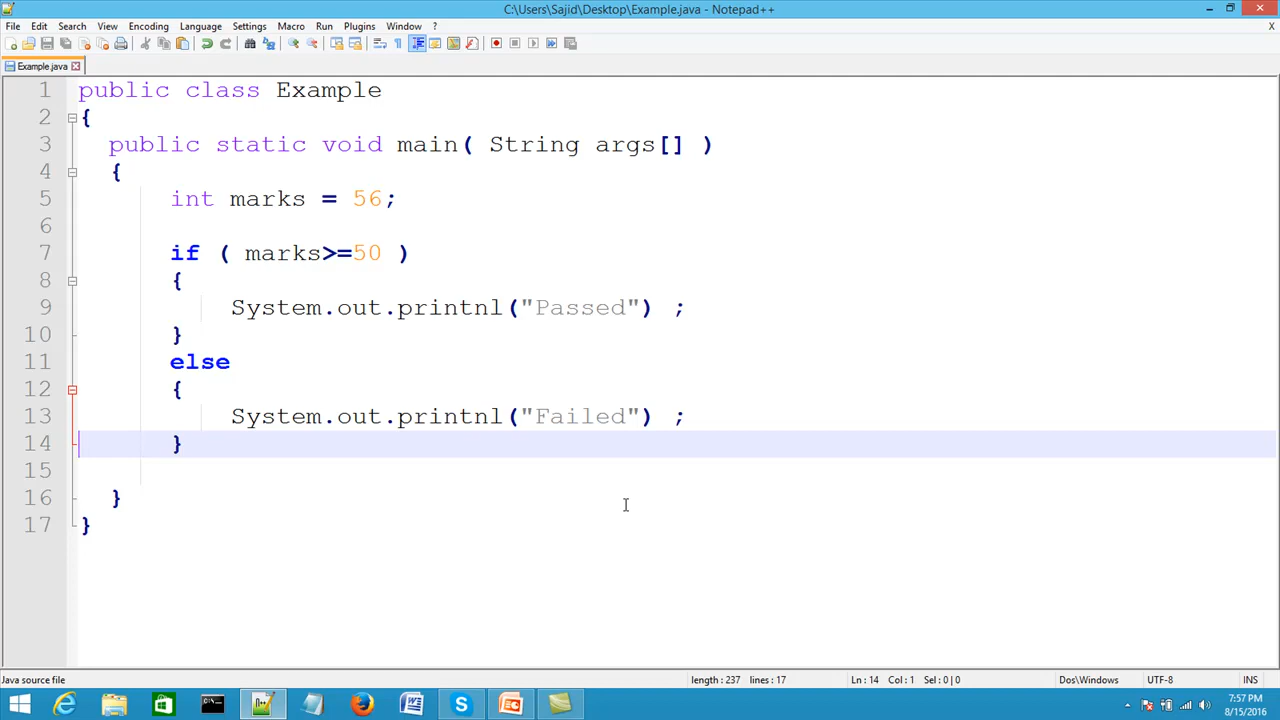 C:\Users\Sajid\Desktop\Example.java - Notepad++
File Edit Search View Encoding Language Settings Macro Run Plugins Window ? X
Example.java
1 public class Example
2 {
3 public static void main( String args[] )
4 {
5 int marks = 56;
6
7 if ( marks>=50 )
8 {
9 System.out.printnl("Passed") ;
10 }
11 else
12 {
13 System.out.printnl("Failed") ;
14 }
15
16 }
17 }
Java source file length : 237 lines : 17 Ln : 14 Col : 1 Sel : 0 | 0 Dos\Windows UTF-8 INS
7:57 PM
8/15/2016